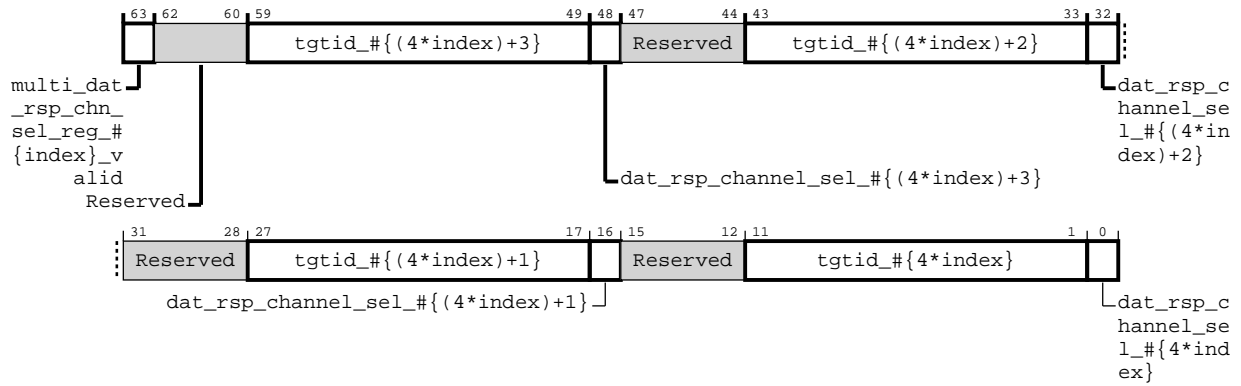 63 62 60 59 49 48 47 44 43 33 32
tgtid_#{(4*index)+3} Reserved tgtid_#{(4*index)+2}
multi_dat
_rsp_chn_
sel_reg_#
{index}_v
alid
Reserved
dat_rsp_channel_sel_#{(4*index)+3}
dat_rsp_c
hannel_se
l_#{(4*in
dex)+2}
31 28 27 17 16 15 12 11 1 0
Reserved tgtid_#{(4*index)+1} Reserved tgtid_#{4*index}
dat_rsp_channel_sel_#{(4*index)+1}
dat_rsp_c
hannel_se
l_#{4*ind
ex}